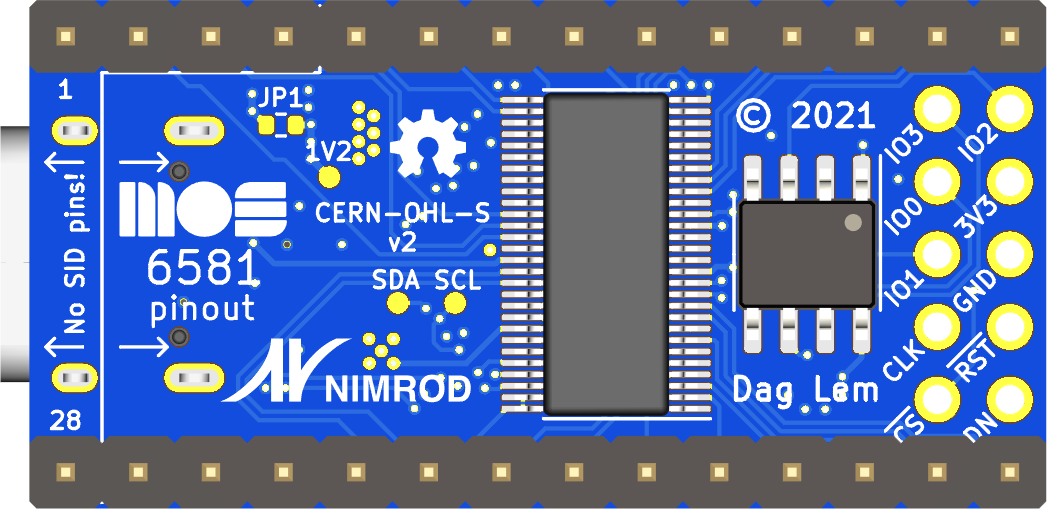 1
JP1
© 2021
IO3
IO2
1V2
No SID pins!
mos
CERN-OHL-S
v2
IO0
3V3
6581
pinout
SDA SCL
IO1
GND
NIMROD
Dag Lem
CLK
RST
28
CS
DN